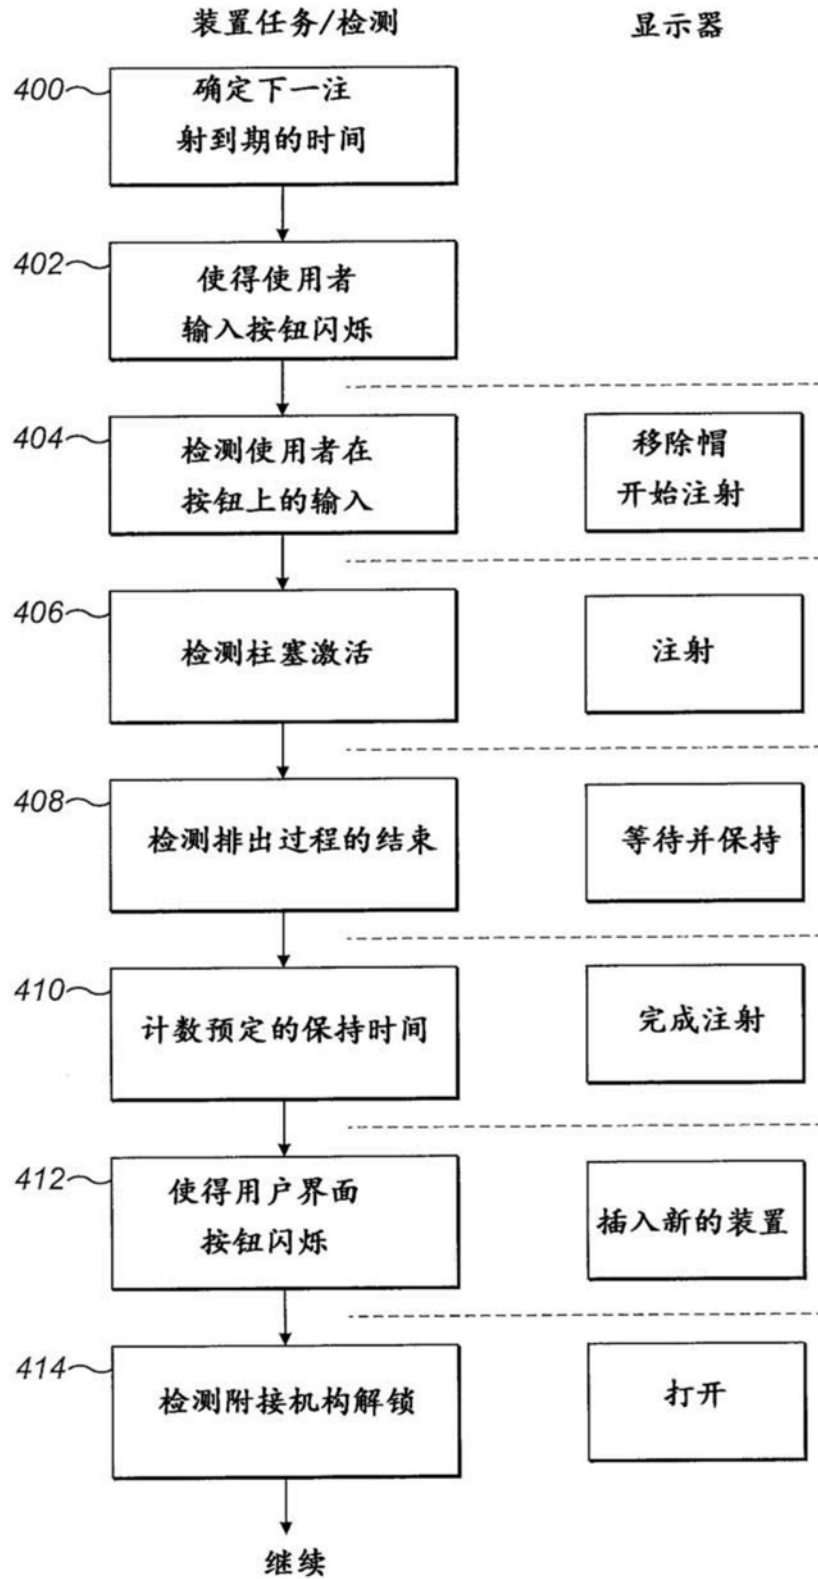 装置任务/检测
显示器
400
确定下一注
射到期的时间
402
使得使用者
输入按钮闪烁
404
检测使用者在
按钮上的输入
移除帽
开始注射
406
检测柱塞激活
注射
408
检测排出过程的结束
等待并保持
410
计数预定的保持时间
完成注射
412
使得用户界面
按钮闪烁
插入新的装置
414
检测附接机构解锁
打开
继续